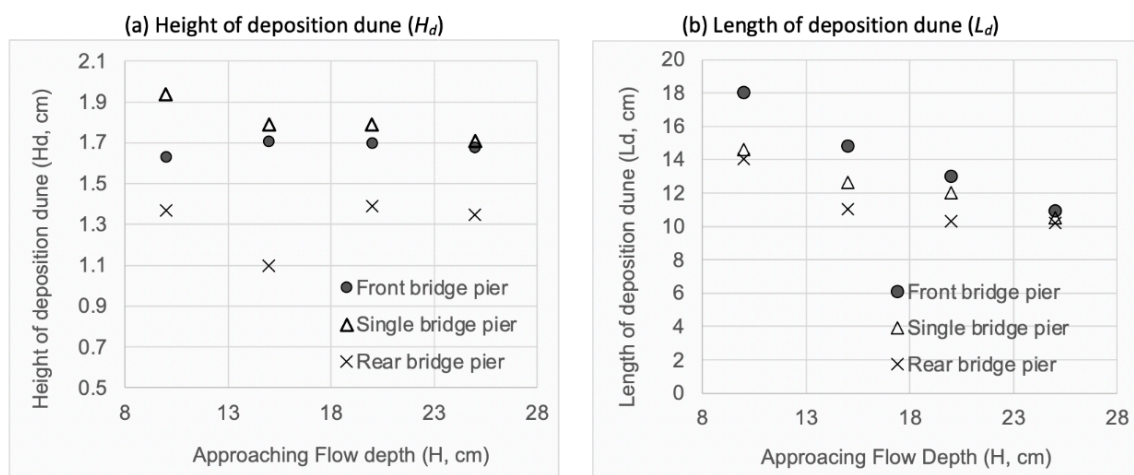 (a) Height of deposition dune (Hd)
2.1
1.9
1.7
1.5
1.3
1.1
0.9
0.7
0.5
8
13
18
23
28
Height of deposition dune (Hd, cm)
Approaching Flow depth (H, cm)
Front bridge pier
Single bridge pier
Rear bridge pier
(b) Length of deposition dune (Ld)
20
18
16
14
12
10
8
6
4
2
0
8
13
18
23
28
Length of deposition dune (Ld, cm)
Approacing Flow Depth (H, cm)
Front bridge pier
Single bridge pier
Rear bridge pier